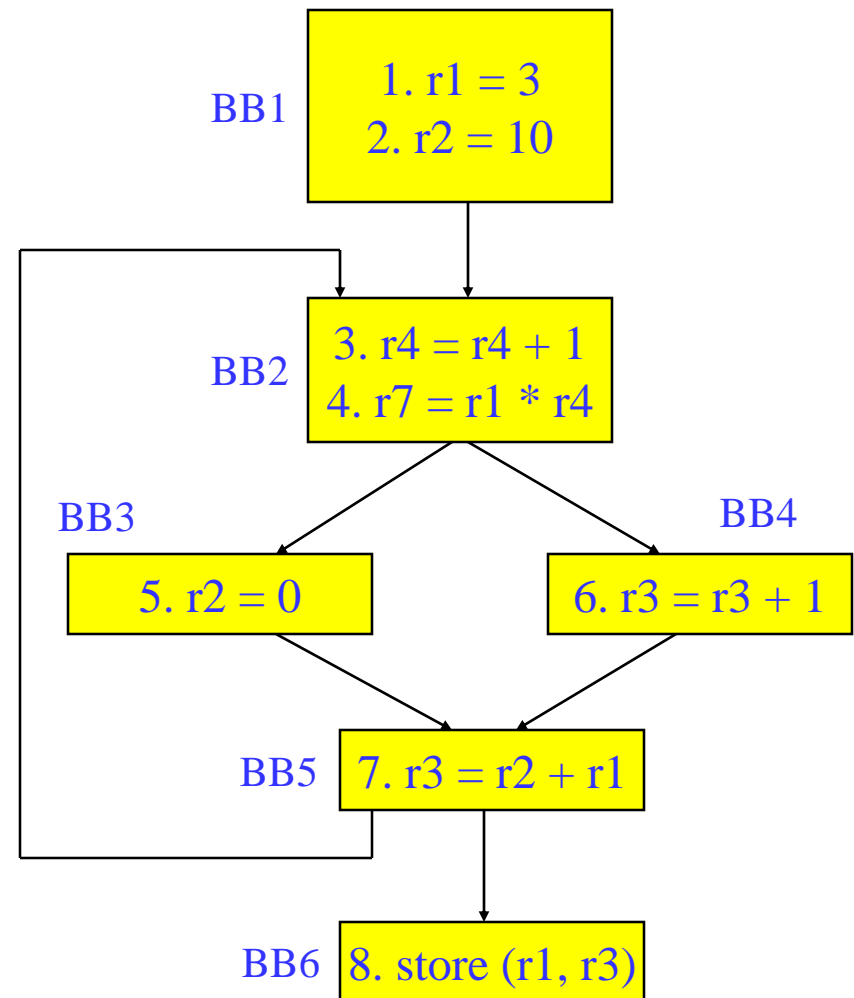 BB1
1. r1 = 3
2. r2 = 10
BB2
3. r4 = r4 + 1
4. r7 = r1 * r4
BB3
5. r2 = 0
BB4
6. r3 = r3 + 1
BB5
7. r3 = r2 + r1
BB6
8. store (r1, r3)